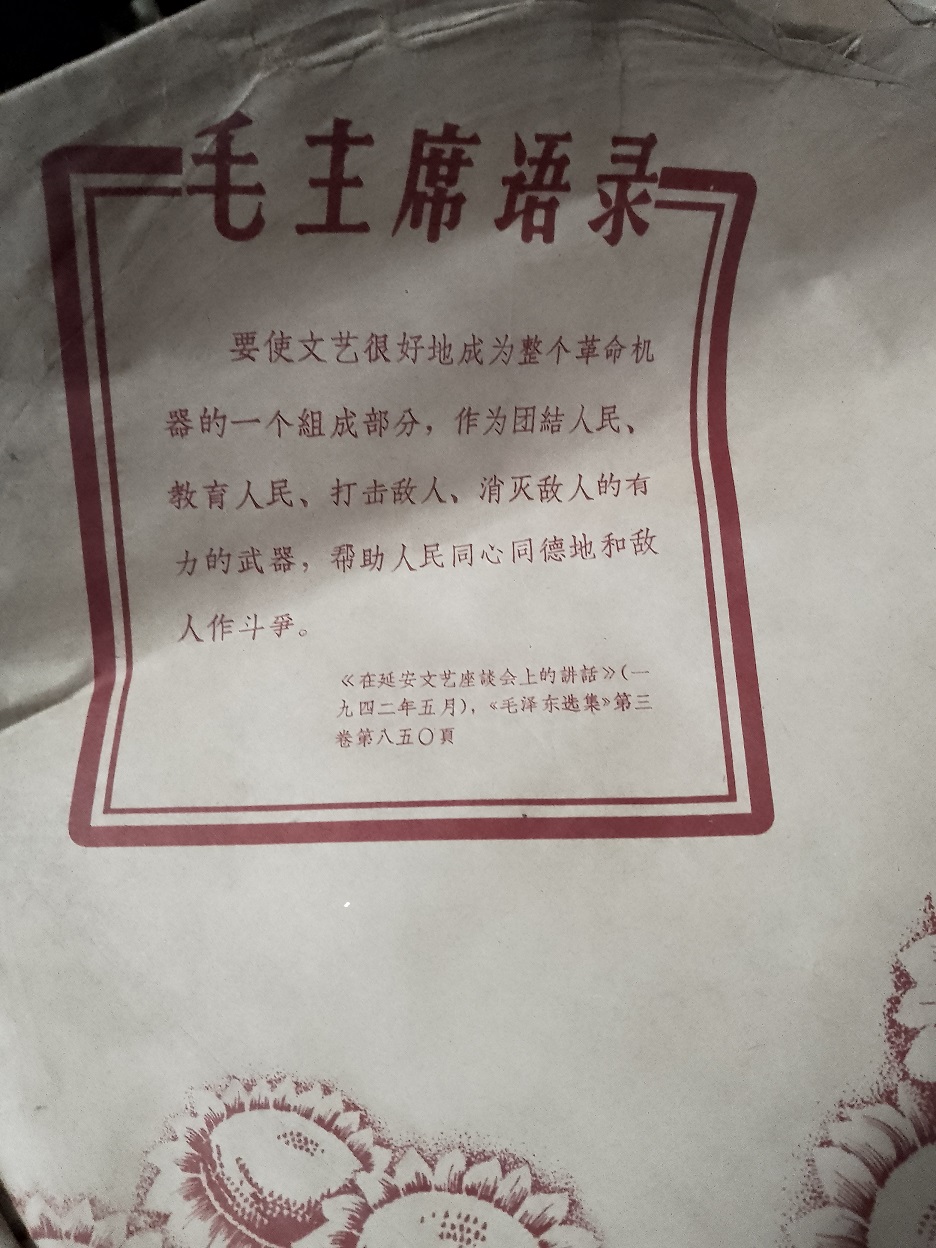 毛主席语录
要使文艺很好地成为整个革命机
器的一个組成部分，作为团結人民、
教育人民、打击敌人、消灭敌人的有
力的武器，帮助人民同心同德地和敌
人作斗爭。
《在延安文艺座談会上的講話》(一
九四二年五月)，《毛泽东选集》第三
卷第八五〇頁